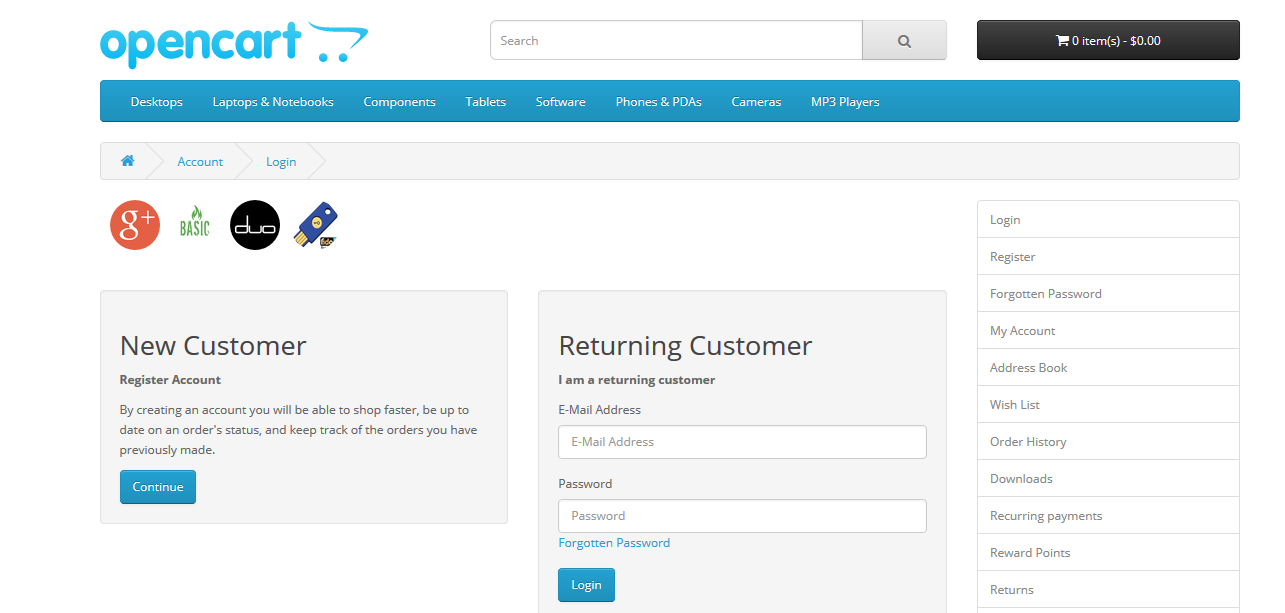 opencart
Search
0 item(s) - $0.00
Desktops Laptops & Notebooks Components Tablets Software Phones & PDAs Cameras MP3 Players
Account Login
g+ BASIC duo
New Customer
Register Account
By creating an account you will be able to shop faster, be up to
date on an order's status, and keep track of the orders you have
previously made.
Continue
Returning Customer
I am a returning customer
E-Mail Address
E-Mail Address
Password
Password
Forgotten Password
Login
Login
Register
Forgotten Password
My Account
Address Book
Wish List
Order History
Downloads
Recurring payments
Reward Points
Returns